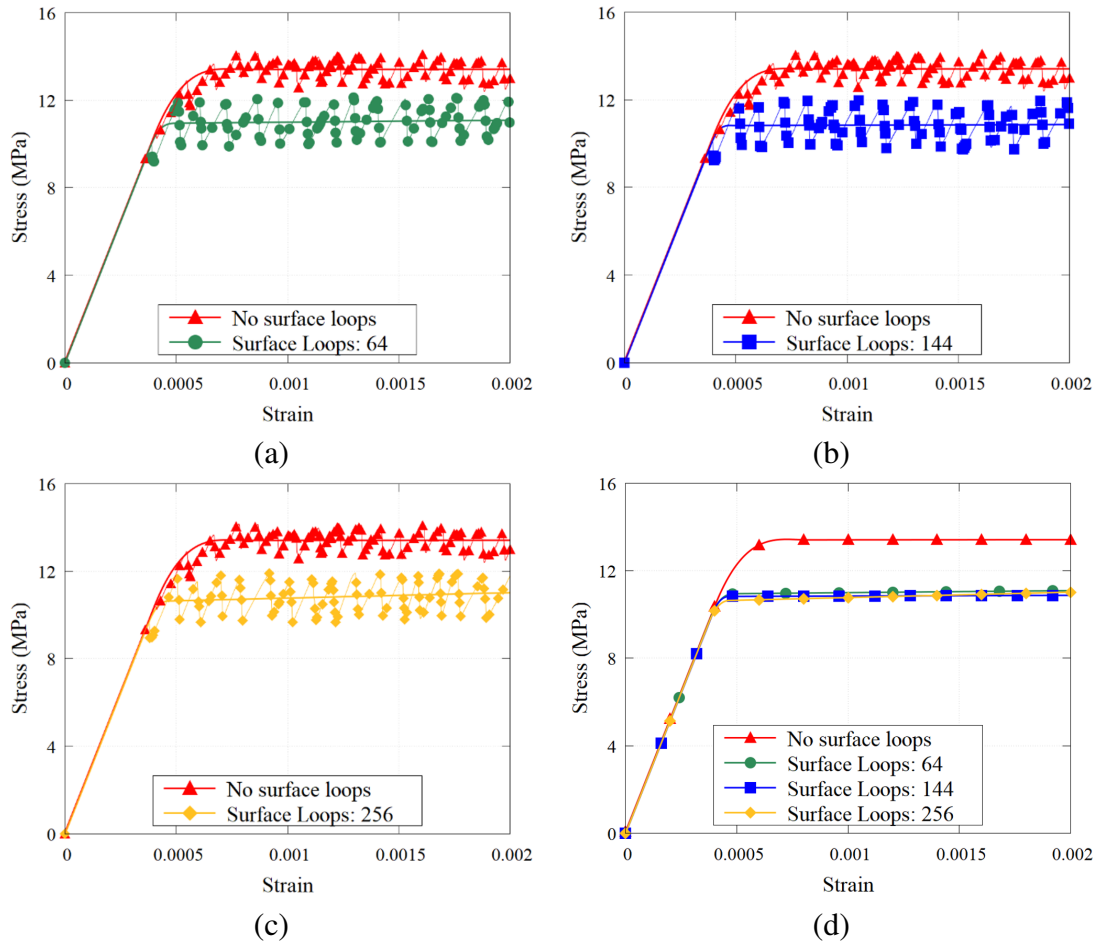 16
12
8
4
0
Stress (MPa)
No surface loops
Surface Loops: 64
0 0.0005 0.001 0.0015 0.002
Strain
(a)
16
12
8
4
0
Stress (MPa)
No surface loops
Surface Loops: 144
0 0.0005 0.001 0.0015 0.002
Strain
(b)
16
12
8
4
0
Stress (MPa)
No surface loops
Surface Loops: 256
0 0.0005 0.001 0.0015 0.002
Strain
(c)
16
12
8
4
0
Stress (MPa)
No surface loops
Surface Loops: 64
Surface Loops: 144
Surface Loops: 256
0 0.0005 0.001 0.0015 0.002
Strain
(d)